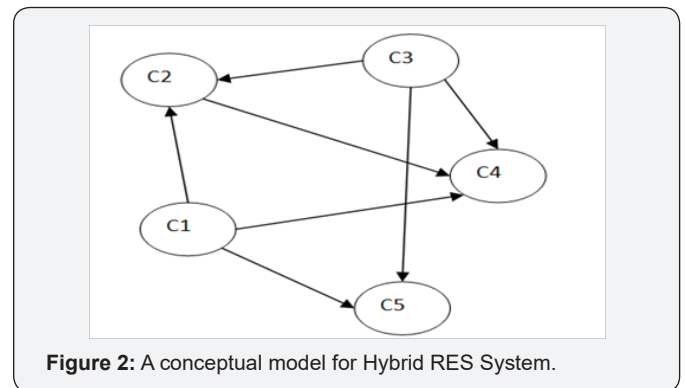 C3
C2
C4
C1
C5
Figure 2: A conceptual model for Hybrid RES System.